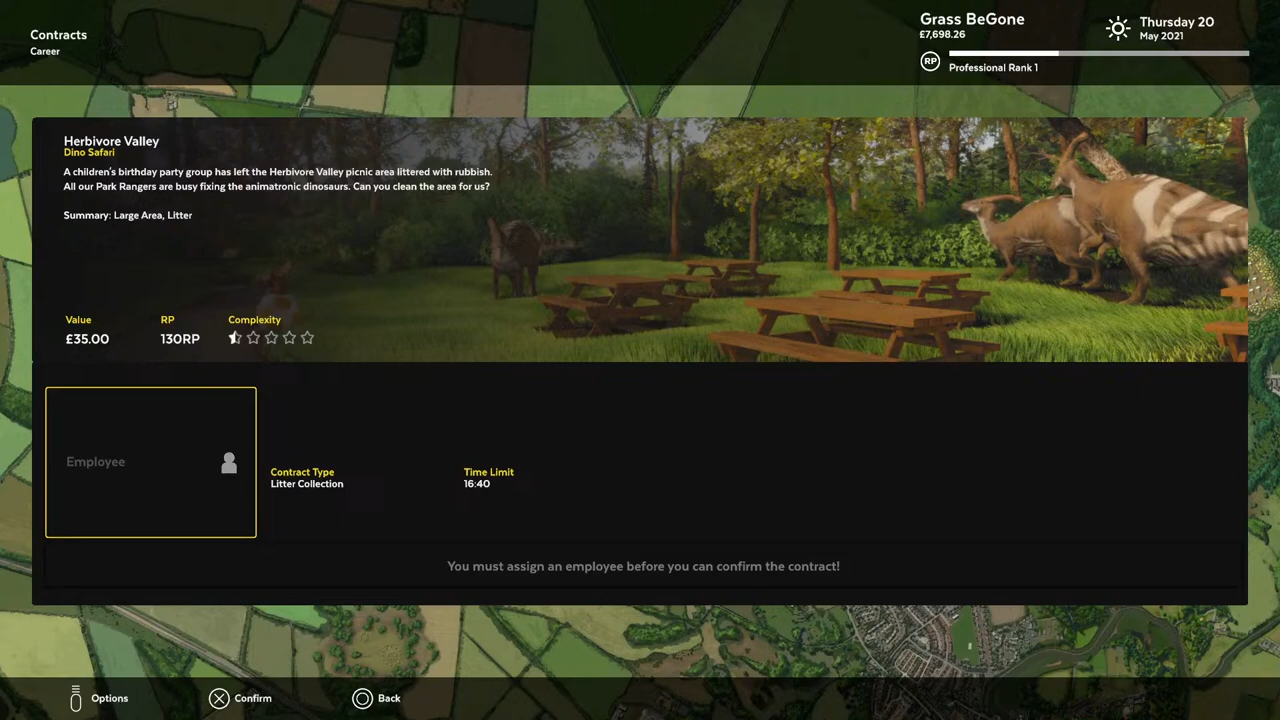 Contracts
Career
Grass BeGone
£7,698.26
Thursday 20
May 2021
RP
Professional Rank 1
Herbivore Valley
Dino Safari
A children's birthday party group has left the Herbivore Valley picnic area littered with rubbish.
All our Park Rangers are busy fixing the animatronic dinosaurs. Can you clean the area for us?
Summary: Large Area, Litter
Value
RP
Complexity
£35.00
130RP
Employee
Contract Type
Time Limit
Litter Collection
16:40
You must assign an employee before you can confirm the contract!
Options
Confirm
Back